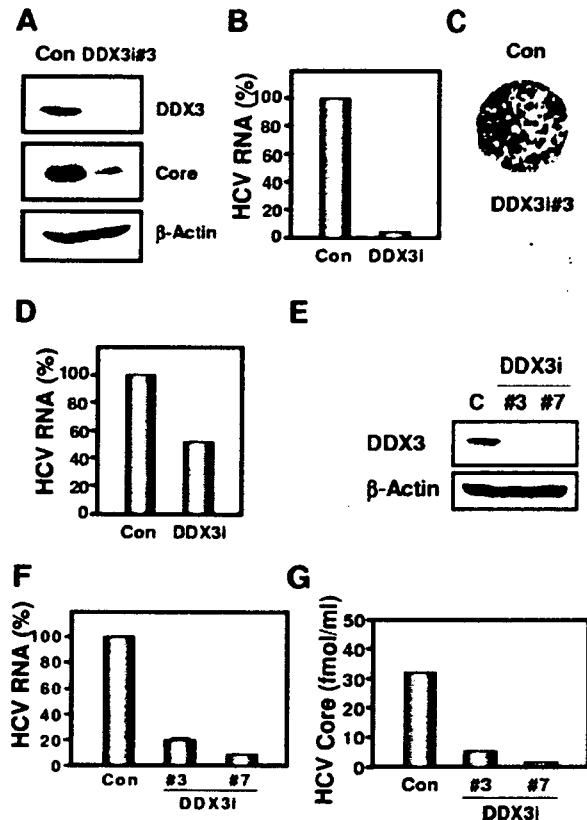 A
Con DDX3i#3
DDX3
Core
β-Actin
B
HCV RNA (%)
100
80
60
40
20
0
Con DDX3i
C
Con
DDX3i#3
D
HCV RNA (%)
100
80
60
40
20
0
Con DDX3i
E
DDX3i
C #3 #7
DDX3
β-Actin
F
HCV RNA (%)
100
80
60
40
20
0
Con #3 #7
DDX3i
G
HCV Core (fmol/ml)
50
40
30
20
10
0
Con #3 #7
DDX3i